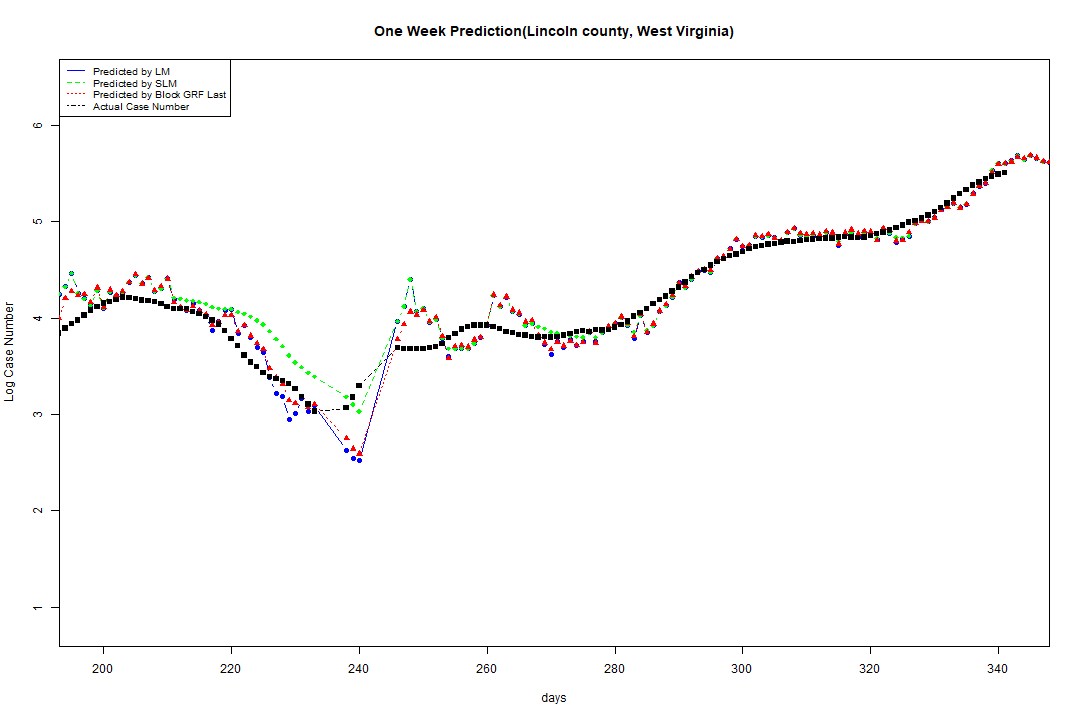 One Week Prediction(Lincoln county, West Virginia)
Predicted by LM
Predicted by SLM
Predicted by Block GRF Last
Actual Case Number
6
5
4
3
2
1
Log Case Number
200 220 240 260 280 300 320 340
days